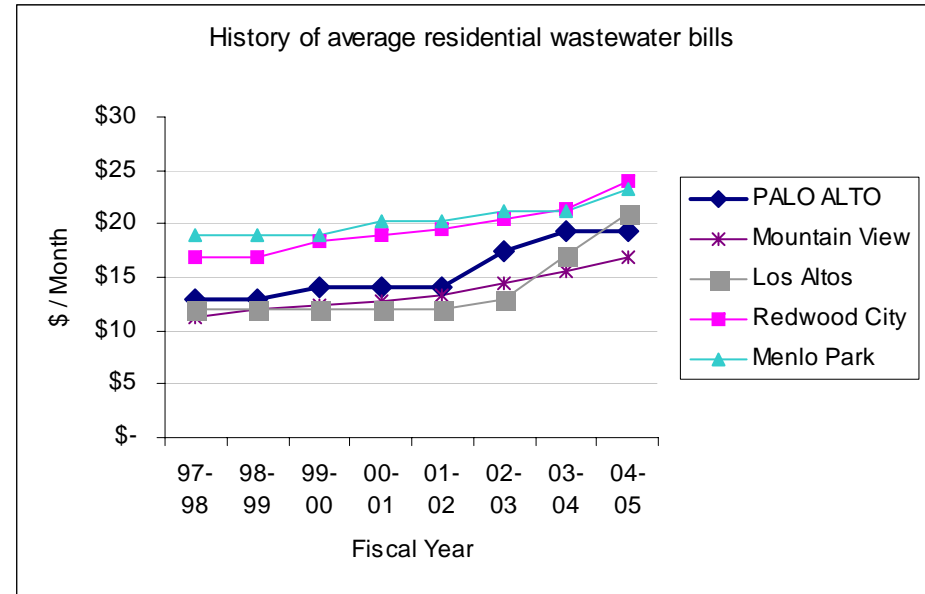 History of average residential wastewater bills
$30
$25
$20
$15
$10
$5
$-
$ / Month
97-
98
98-
99
99-
00
00-
01
01-
02
02-
03
03-
04
04-
05
Fiscal Year
PALO ALTO
Mountain View
Los Altos
Redwood City
Menlo Park